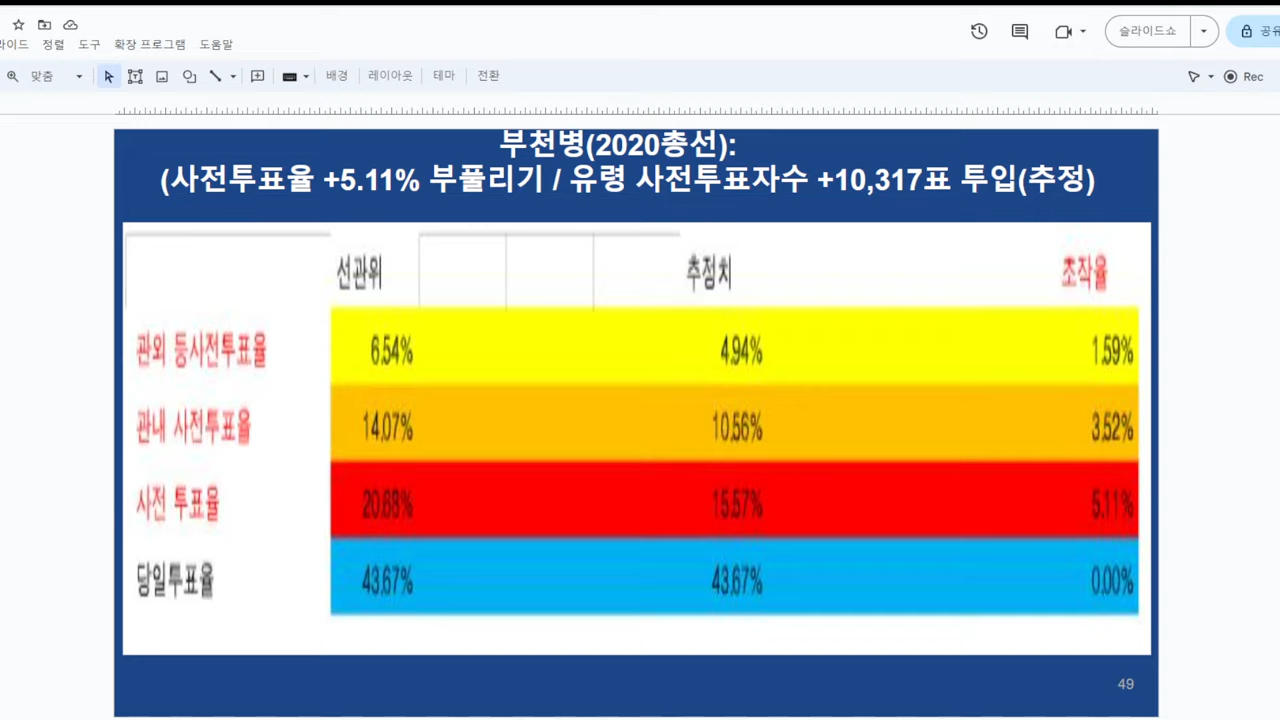 라이드 정렬 도구 확장 프로그램 도움말
슬라이드쇼
공유
맞춤
배경 레이아웃 테마 전환
Rec
부천병(2020총선):
(사전투표율 +5.11% 부풀리기 / 유령 사전투표자수 +10,317표 투입(추정)
선관위 추정치 초작율
관외 등사전투표율 6.54% 4.94% 1.59%
관내 사전투표율 14.07% 10.56% 3.52%
사전 투표율 20.68% 15.57% 5.11%
당일투표율 43.67% 43.67% 0.00%
49